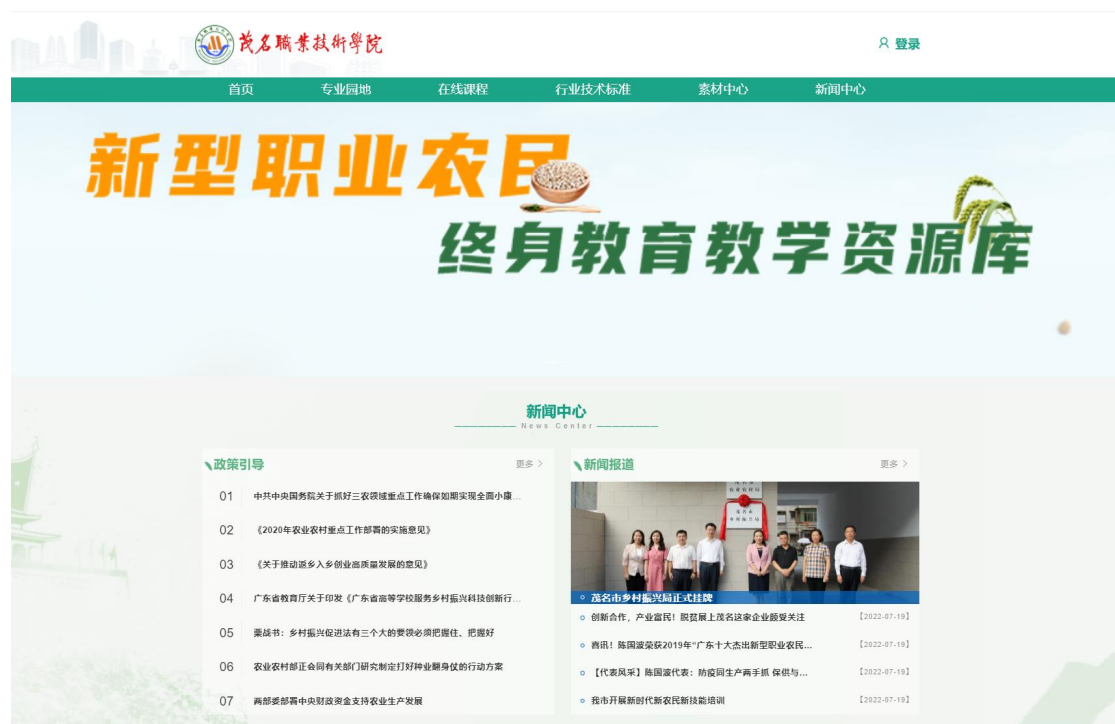 茂名職業技術學院
登录
首页 专业园地 在线课程 行业技术标准 素材中心 新闻中心
新型职业农民
终身教育教学资源库
新闻中心
News Center
政策引导 更多 >
01 中共中央国务院关于抓好三农领域重点工作确保如期实现全面小康...
02 《2020年农业农村重点工作部署的实施意见》
03 《关于推动返乡入乡创业高质量发展的意见》
04 广东省教育厅关于印发《广东省高等学校服务乡村振兴科技创新行...
05 栗战书：乡村振兴促进法有三个大的要领必须把握住、把握好
06 农业农村部正会同有关部门研究制定打好种业翻身仗的行动方案
07 两部委部署中央财政资金支持农业生产发展
新闻报道 更多 >
茂名市乡村振兴局正式挂牌
创新合作，产业富民！脱贫展上茂名这家企业颇受关注 【2022-07-19】
喜讯！陈国波荣获2019年“广东十大杰出新型职业农民... 【2022-07-19】
【代表风采】陈国波代表：防疫同生产两手抓 保供与... 【2022-07-19】
我市开展新时代新农民新技能培训 【2022-07-19】